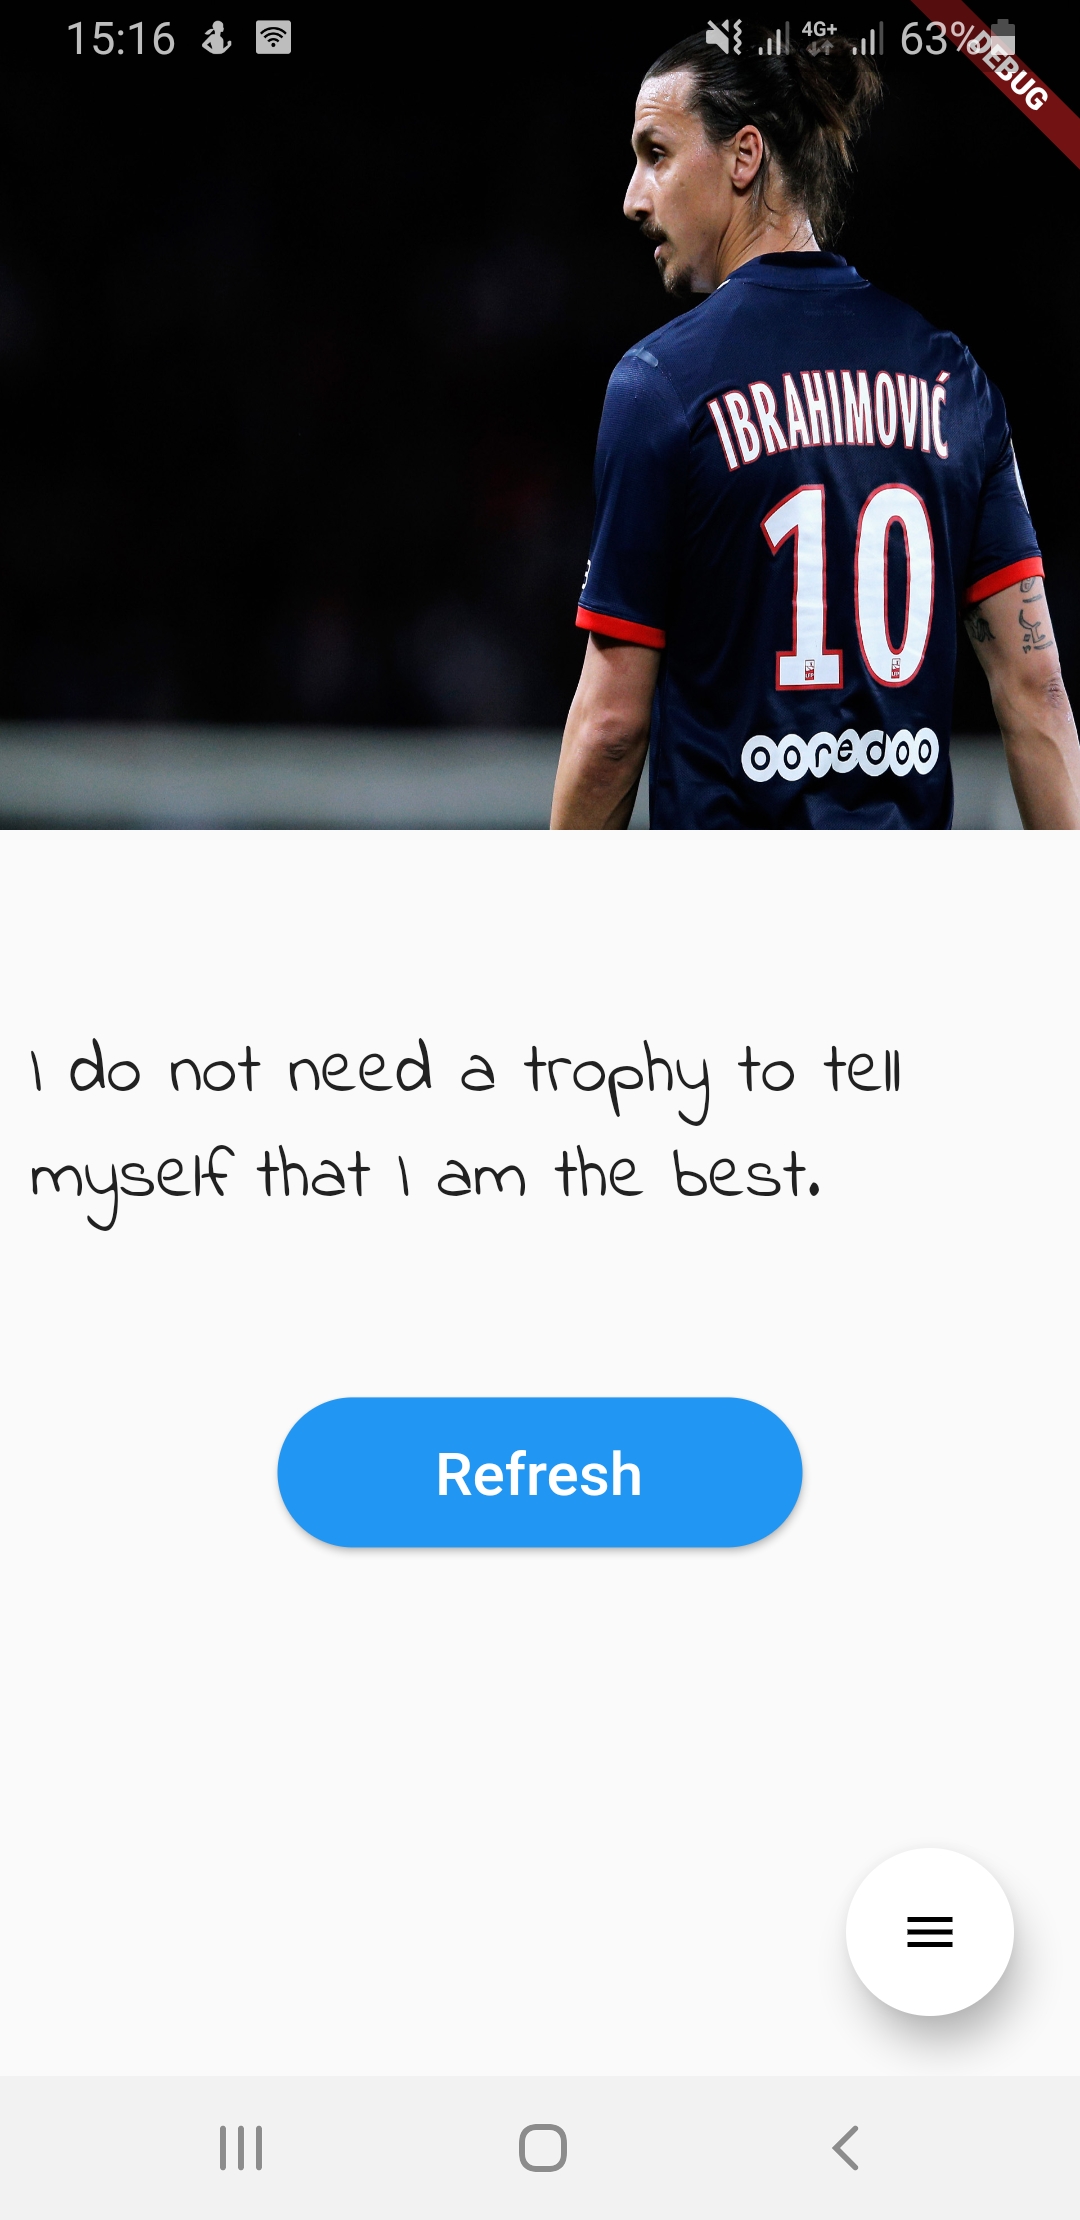 15:16 4G+ 63%
DEBUG
IBRAHIMOVIĆ
10
ooredoo
I do not need a trophy to tell
myself that I am the best.
Refresh